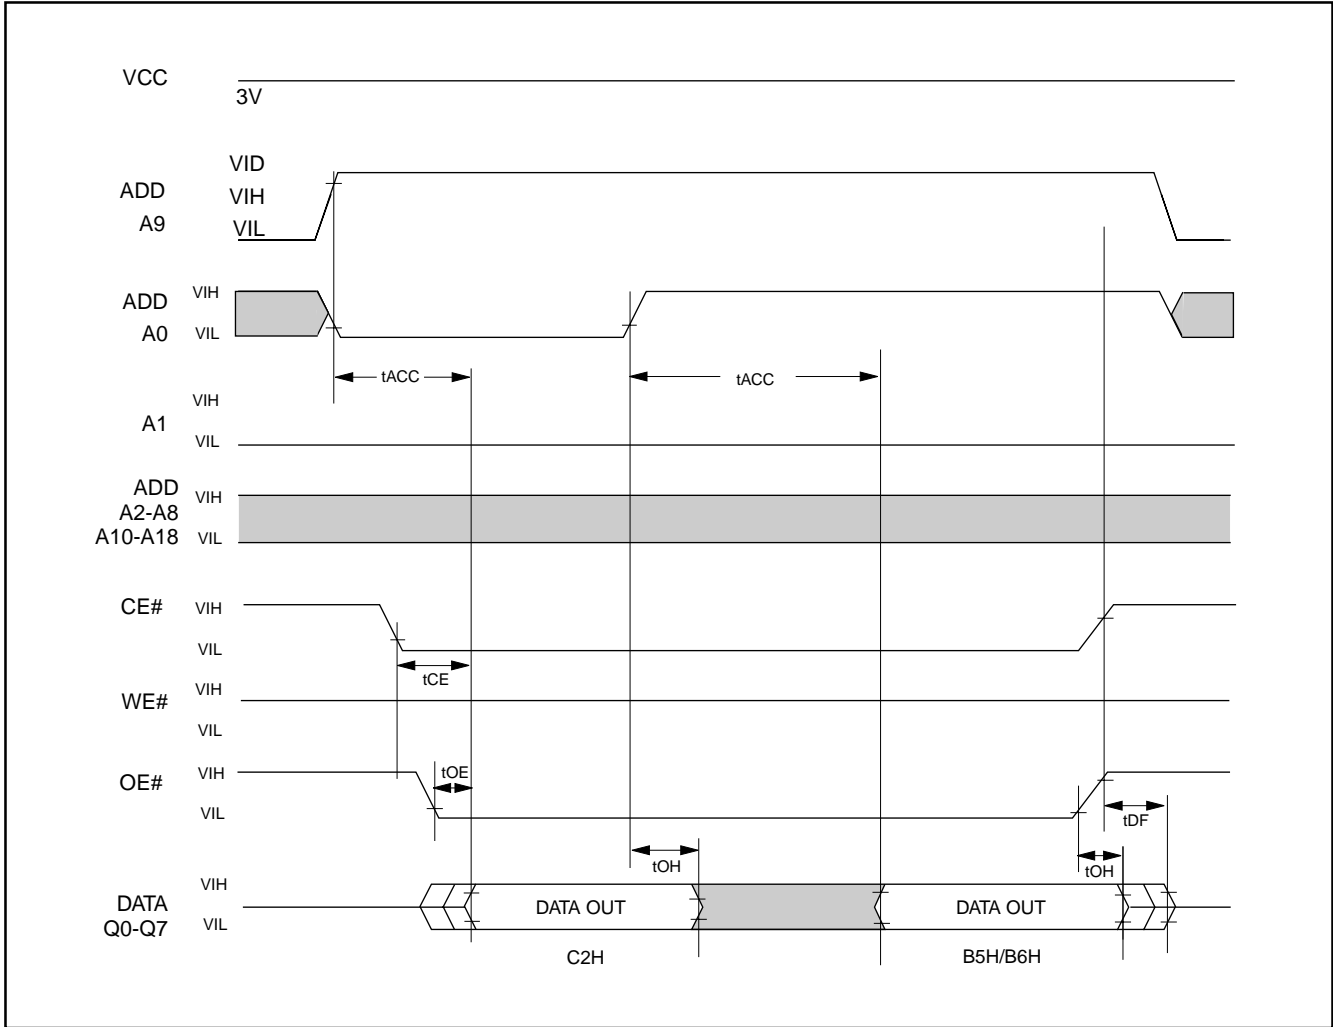 VCC
3V
VID
ADD
VIH
A9
VIL
ADD
VIH
A0
VIL
tACC
tACC
VIH
A1
VIL
ADD
VIH
A2-A8
A10-A18
VIL
CE#
VIH
VIL
tCE
WE#
VIH
VIL
OE#
VIH
tOE
VIL
tDF
tOH
tOH
VIH
DATA
Q0-Q7
VIL
DATA OUT
DATA OUT
C2H
B5H/B6H